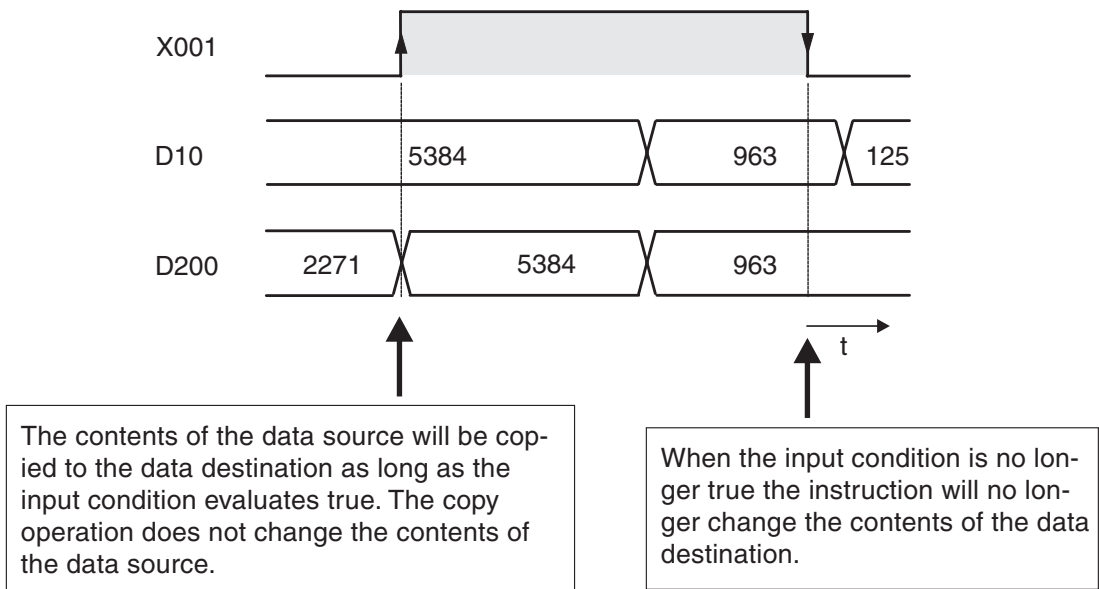 X001
D10
5384
963
125
D200
2271
5384
963
t
The contents of the data source will be cop-
ied to the data destination as long as the
input condition evaluates true. The copy
operation does not change the contents of
the data source.
When the input condition is no lon-
ger true the instruction will no lon-
ger change the contents of the data
destination.